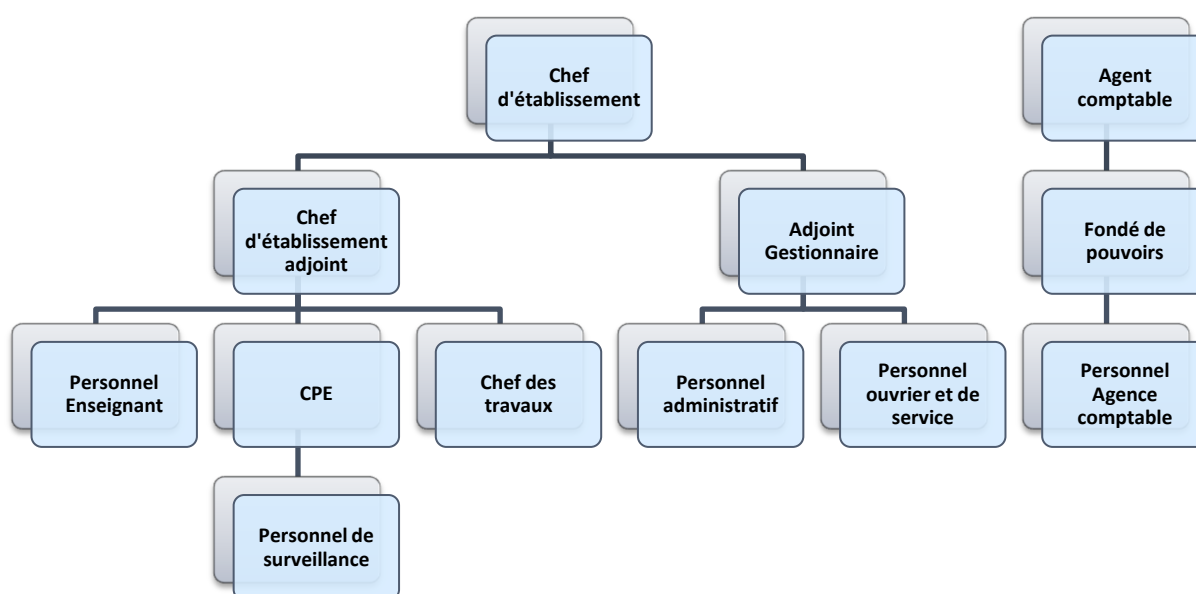 Chef
d'établissement
Agent
comptable
Chef
d'établissement
adjoint
Adjoint
Gestionnaire
Fondé de
pouvoirs
Personnel
Enseignant
CPE
Chef des
travaux
Personnel
administratif
Personnel
ouvrier et de
service
Personnel
Agence
comptable
Personnel de
surveillance